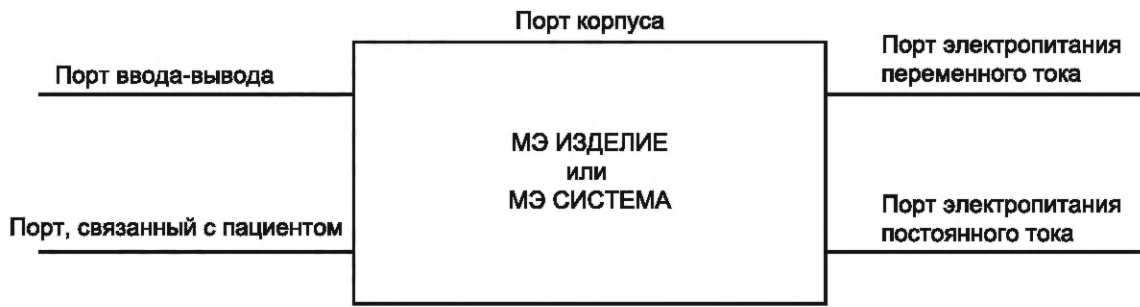 Порт корпуса
Порт ввода-вывода
Порт электропитания
переменного тока
МЭ ИЗДЕЛИЕ
или
МЭ СИСТЕМА
Порт, связанный с пациентом
Порт электропитания
постоянного тока